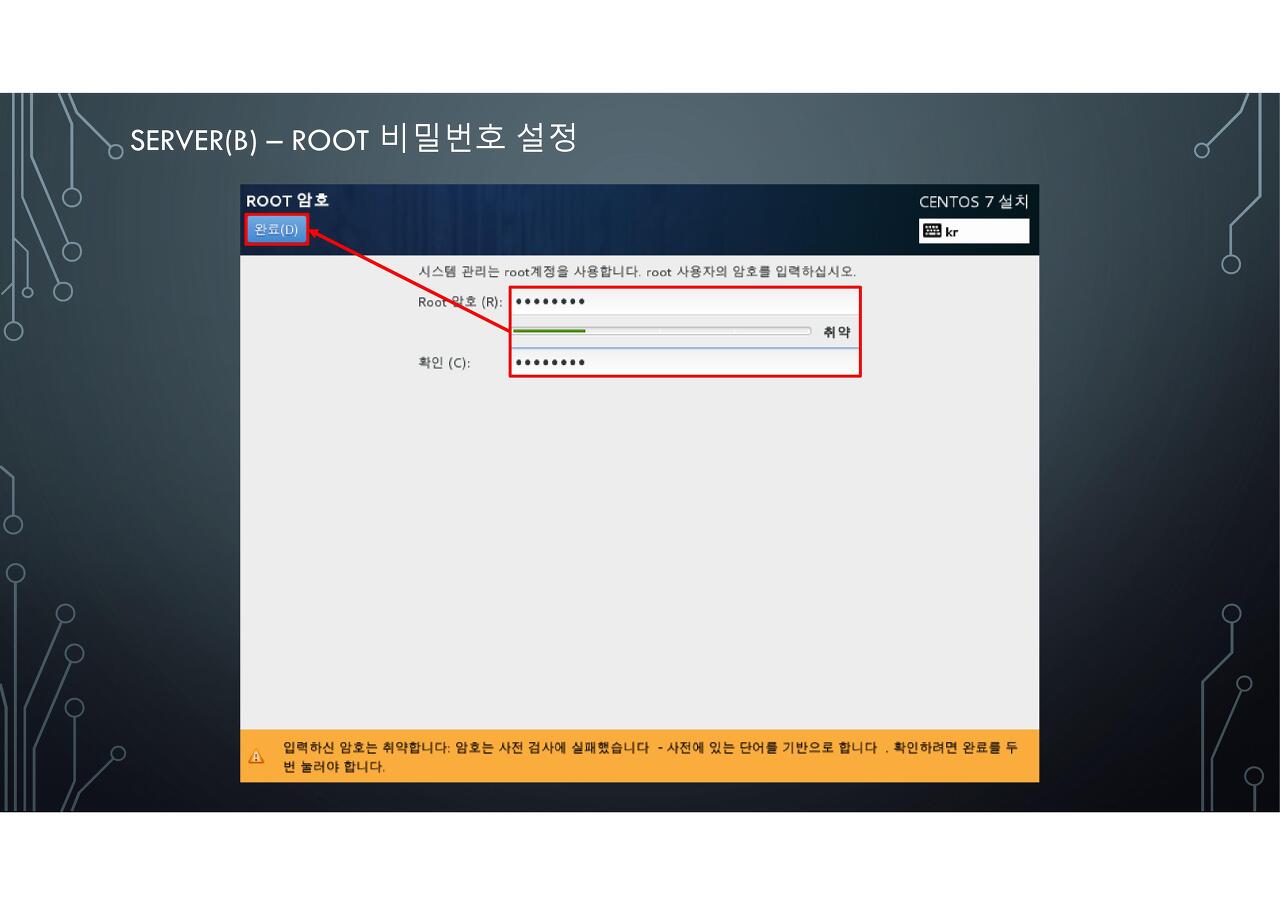 SERVER(B) – ROOT 비밀번호 설정
ROOT 암호
CENTOS 7 설치
완료(D)
kr
시스템 관리는 root계정을 사용합니다. root 사용자의 암호를 입력하십시오.
Root 암호 (R):
●●●●●●●●
취약
확인 (C):
●●●●●●●●
입력하신 암호는 취약합니다: 암호는 사전 검사에 실패했습니다 - 사전에 있는 단어를 기반으로 합니다 . 확인하려면 완료를 두
번 눌러야 합니다.